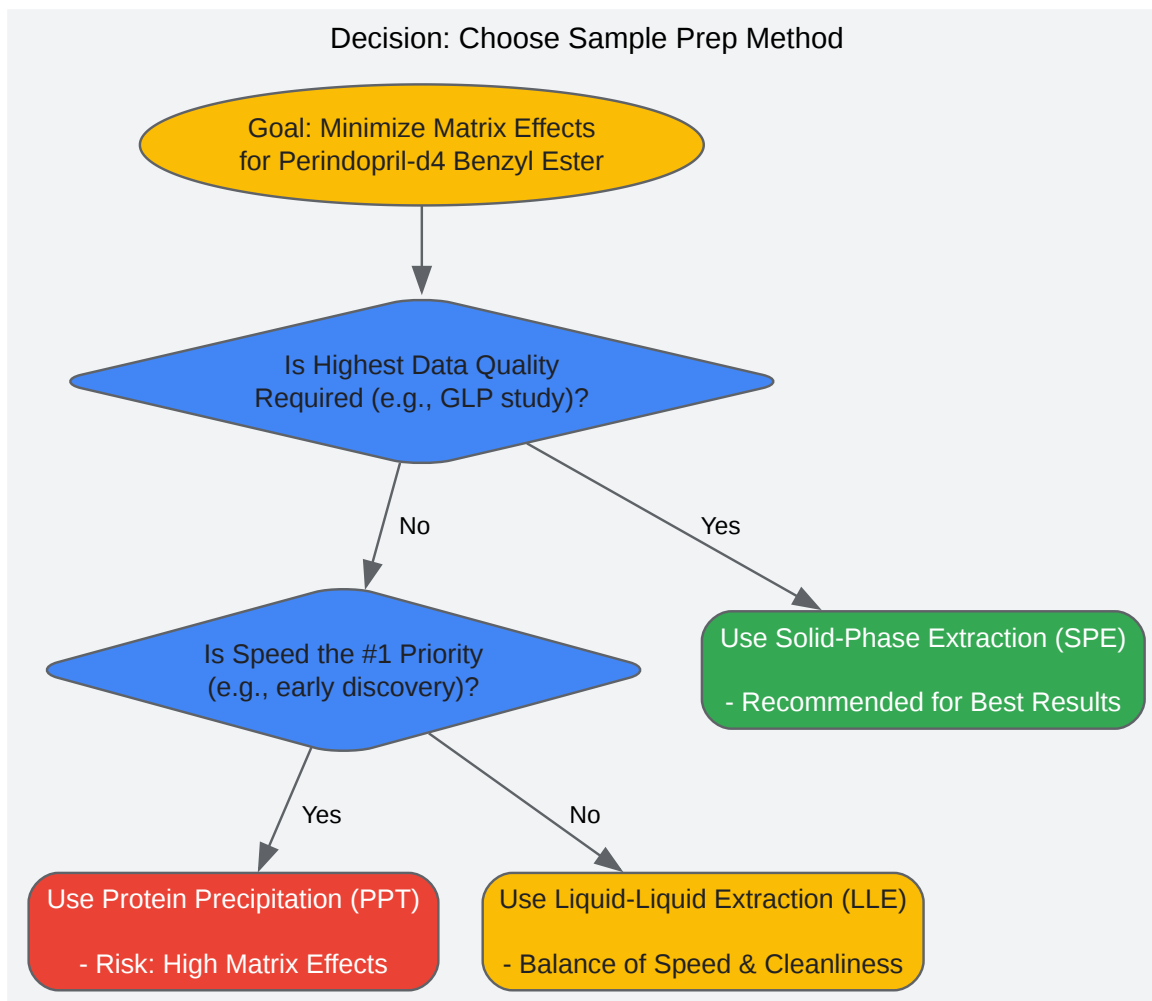 Decision: Choose Sample Prep Method
Goal: Minimize Matrix Effects
for Perindopril-d4 Benzyl Ester
Is Highest Data Quality
Required (e.g., GLP study)?
No
Yes
Is Speed the #1 Priority
(e.g., early discovery)?
Use Solid-Phase Extraction (SPE)
- Recommended for Best Results
Yes
No
Use Protein Precipitation (PPT)
- Risk: High Matrix Effects
Use Liquid-Liquid Extraction (LLE)
- Balance of Speed & Cleanliness